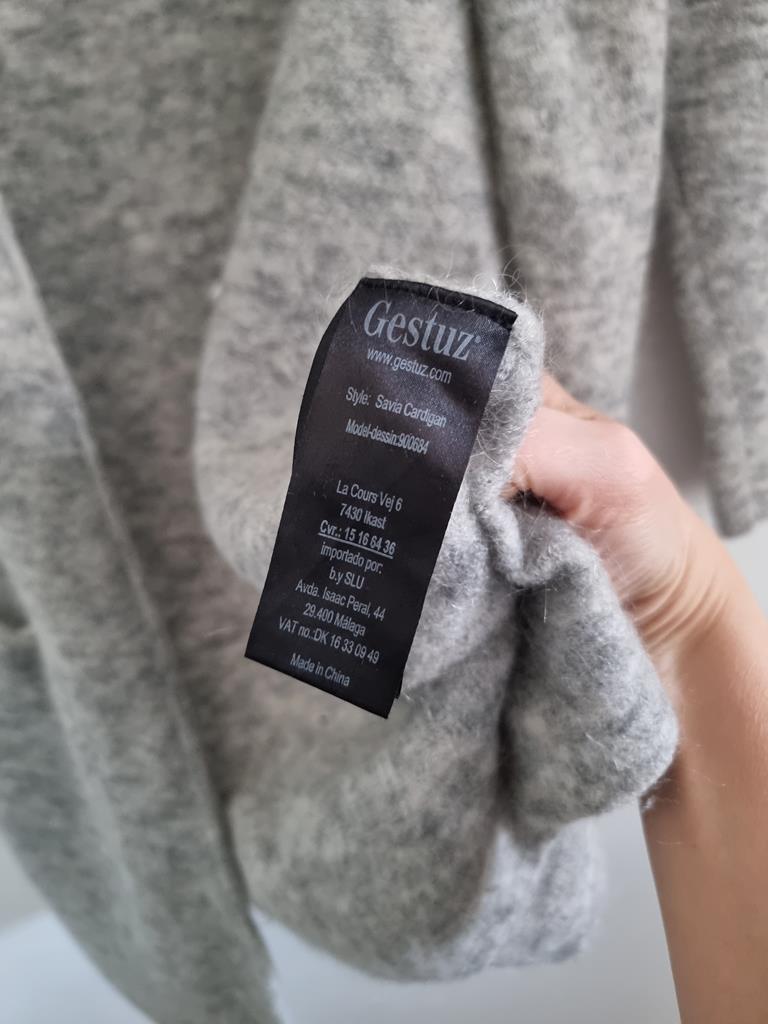 Gestuz®
www.gestuz.com
Style: Savia Cardigan
Model-dessin:900684
La Cours Vej 6
7430 Ikast
Cvr.: 15 16 64 36
importado por:
b.y SLU
Avda. Isaac Peral, 44
29.400 Málaga
VAT no.:DK 16 33 09 49
Made in China